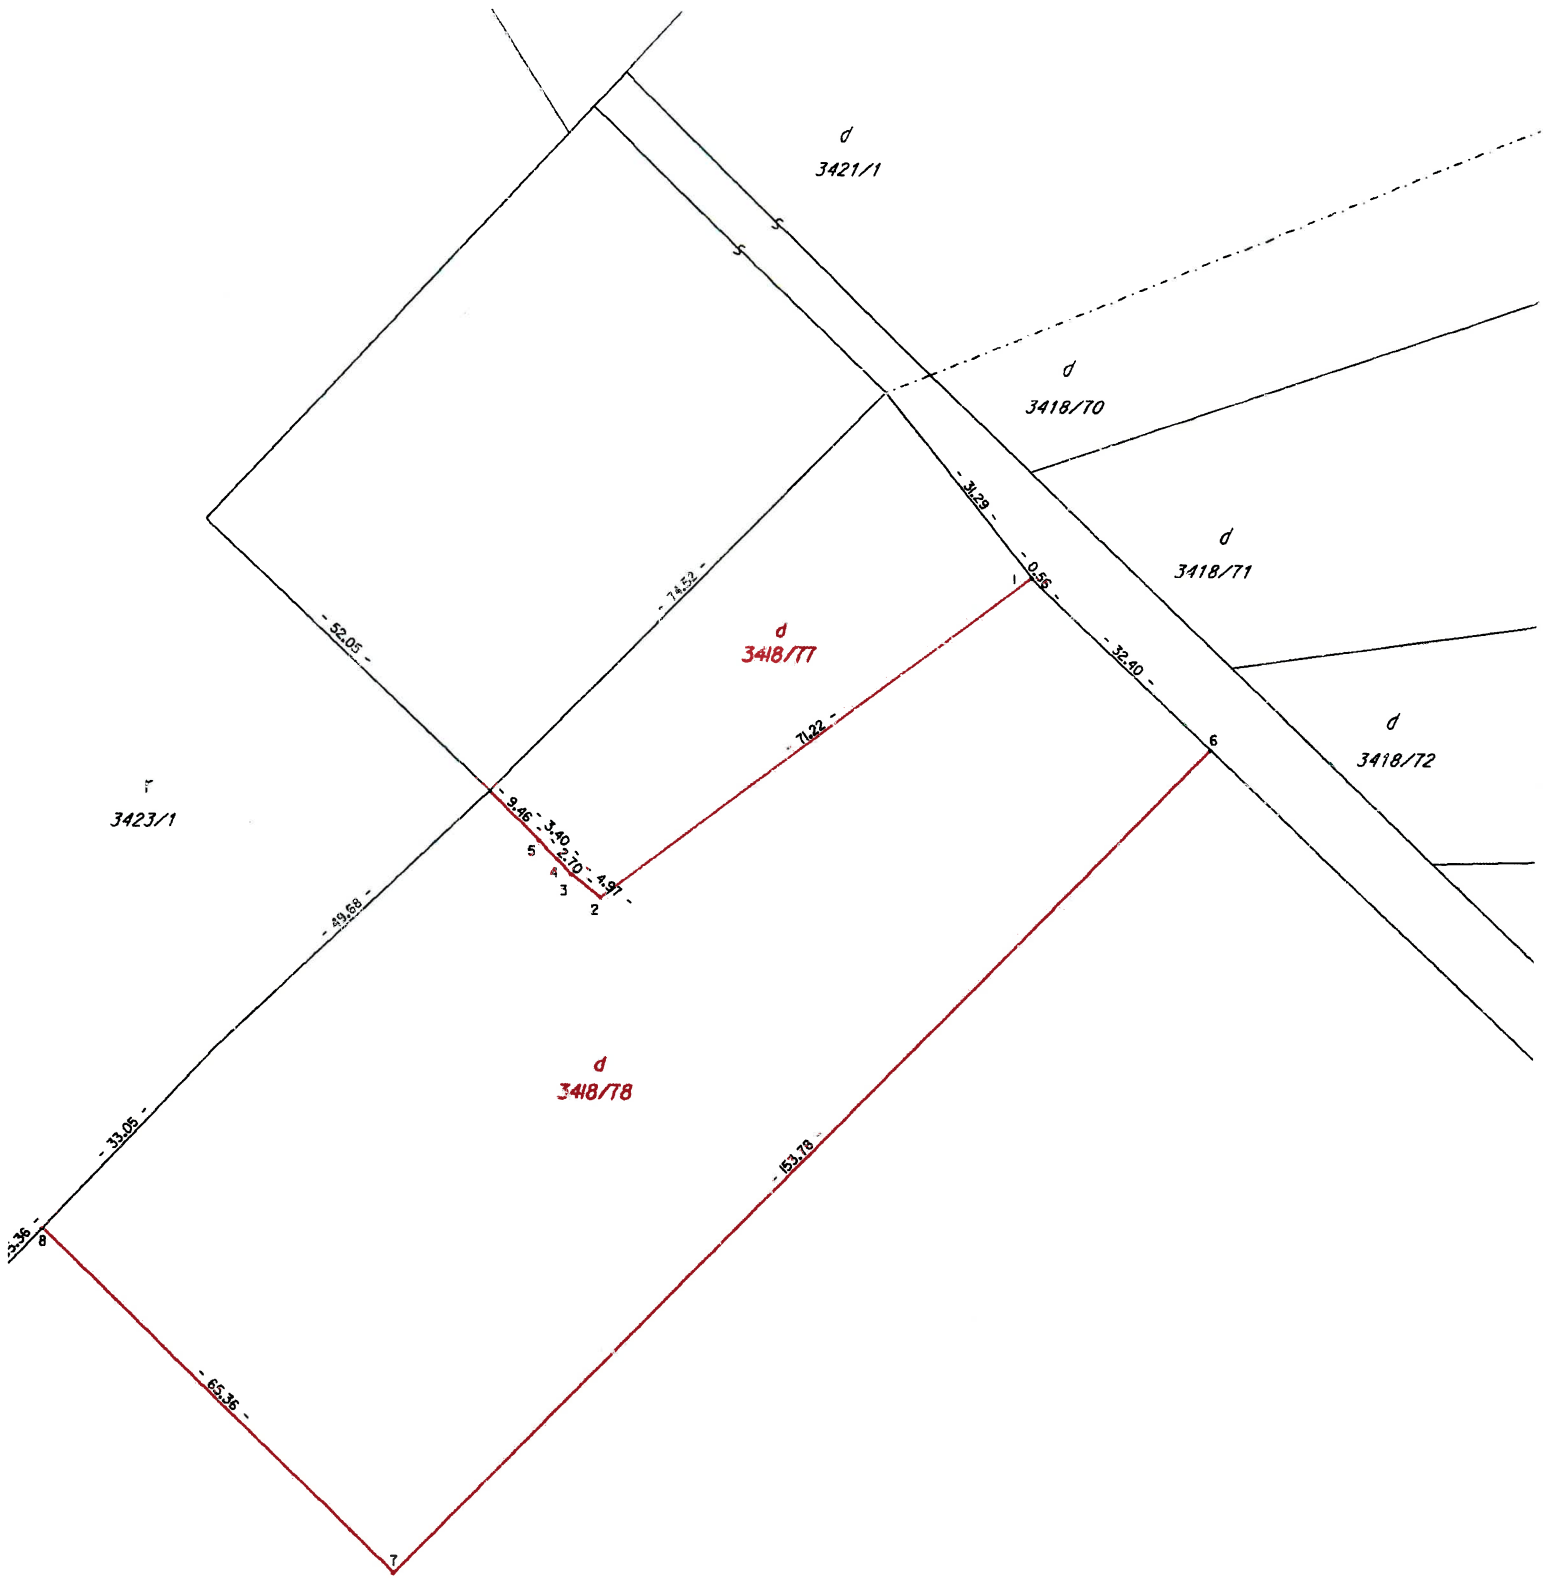 d
3421/1
S
S
d
3418/70
- 31.29 -
d
3418/71
- 0.56 -
1
- 74.52 -
- 52.05 -
d
3418/77
- 32.40 -
- 71.22 -
6
d
3418/72
r
3423/1
- 9.46 -
- 3.40 -
- 2.70 -
- 4.97 -
5
4
3
2
- 49.68 -
d
3418/78
- 33.05 -
- 153.78 -
8
- 65.36 -
7